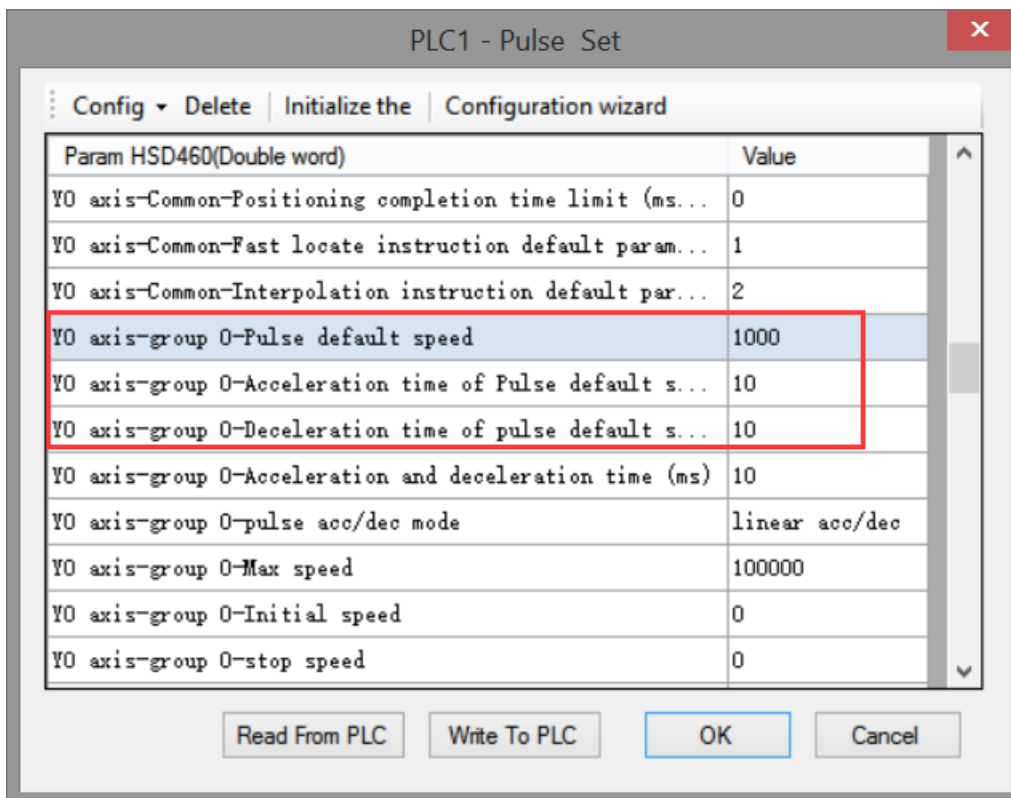 PLC1 - Pulse Set
Config Delete Initialize the Configuration wizard
Param HSD460(Double word) Value
Y0 axis-Common-Positioning completion time limit (ms... 0
Y0 axis-Common-Fast locate instruction default param... 1
Y0 axis-Common-Interpolation instruction default par... 2
Y0 axis-group 0-Pulse default speed 1000
Y0 axis-group 0-Acceleration time of Pulse default s... 10
Y0 axis-group 0-Deceleration time of pulse default s... 10
Y0 axis-group 0-Acceleration and deceleration time (ms) 10
Y0 axis-group 0-pulse acc/dec mode linear acc/dec
Y0 axis-group 0-Max speed 100000
Y0 axis-group 0-Initial speed 0
Y0 axis-group 0-stop speed 0
Read From PLC Write To PLC OK Cancel